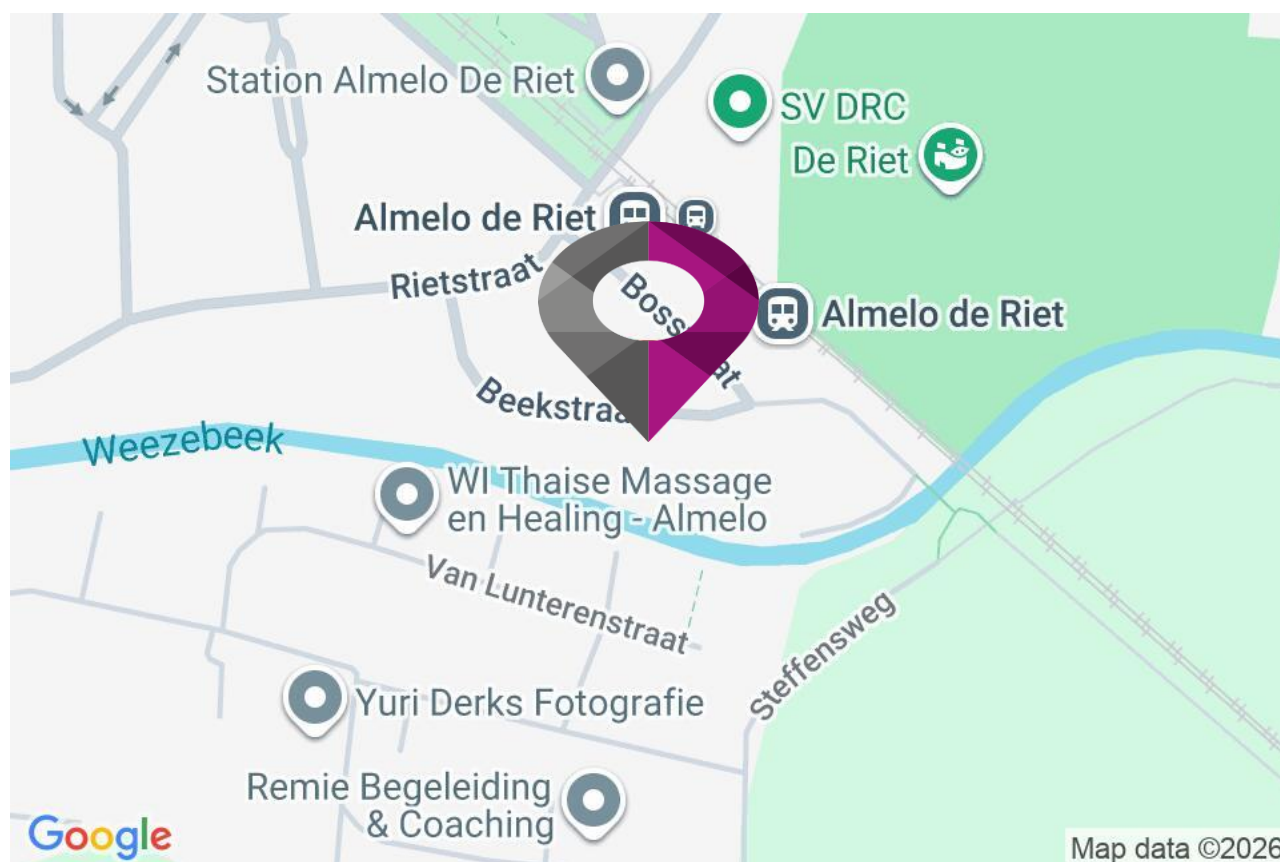 Station Almelo De Riet
SV DRC
De Riet
Almelo de Riet
Rietstraat
Almelo de Riet
Weezebeek
WI Thaise Massage
en Healing - Almelo
Van Lunterenstraat
Steffensweg
Yuri Derks Fotografie
Remie Begeleiding
& Coaching
Google
Map data ©2026